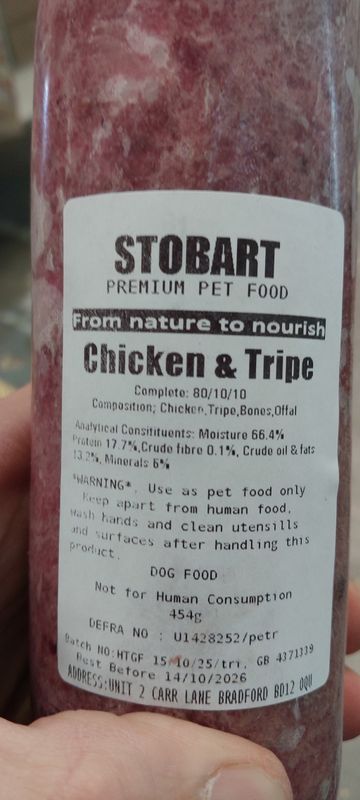 STOBART
PREMIUM PET FOOD
From nature to nourish
Chicken & Tripe
Complete: 80/10/10
Composition; Chicken,Tripe,Bones,Offal
Analytical Consitituents: Moisture 66.4%
Protein 17.7%,Crude fibre 0.1%, Crude oil & fats
13.2%, Minerals 6%
*WARNING*. Use as pet food only
Keep apart from human food.
wash hands and clean utensills
and surfaces after handling this
product.
DOG FOOD
Not for Human Consumption
454g
DEFRA NO : U1428252/petr
Batch NO:HTGF 15/10/25/tri. GB 4371339
Best Before 14/10/2026
ADDRESS:UNIT 2 CARR LANE BRADFORD BD12 0QU